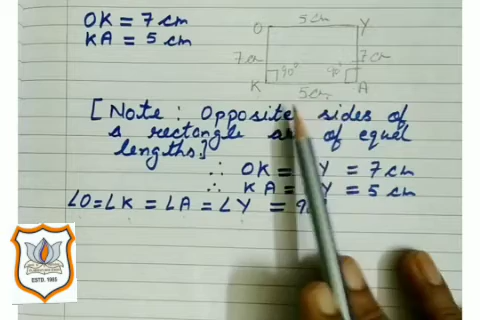 OK = 7 cm
KA = 5 cm
O 5 cm Y
7 cm 7 cm
90° 90°
K 5 cm A
[Note: Opposite sides of
a rectangle are of equal
lengths.]
∴ OK = Y = 7 cm
∴ KA = Y = 5 cm
∠O = ∠K = ∠A = ∠Y = 9
ESTD. 1995